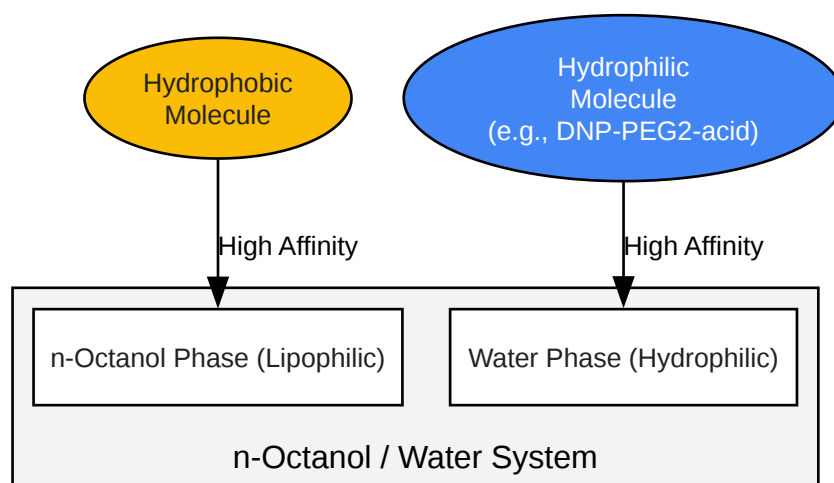 Hydrophobic
Molecule
Hydrophilic
Molecule
(e.g., DNP-PEG2-acid)
High Affinity
High Affinity
n-Octanol Phase (Lipophilic)
Water Phase (Hydrophilic)
n-Octanol / Water System